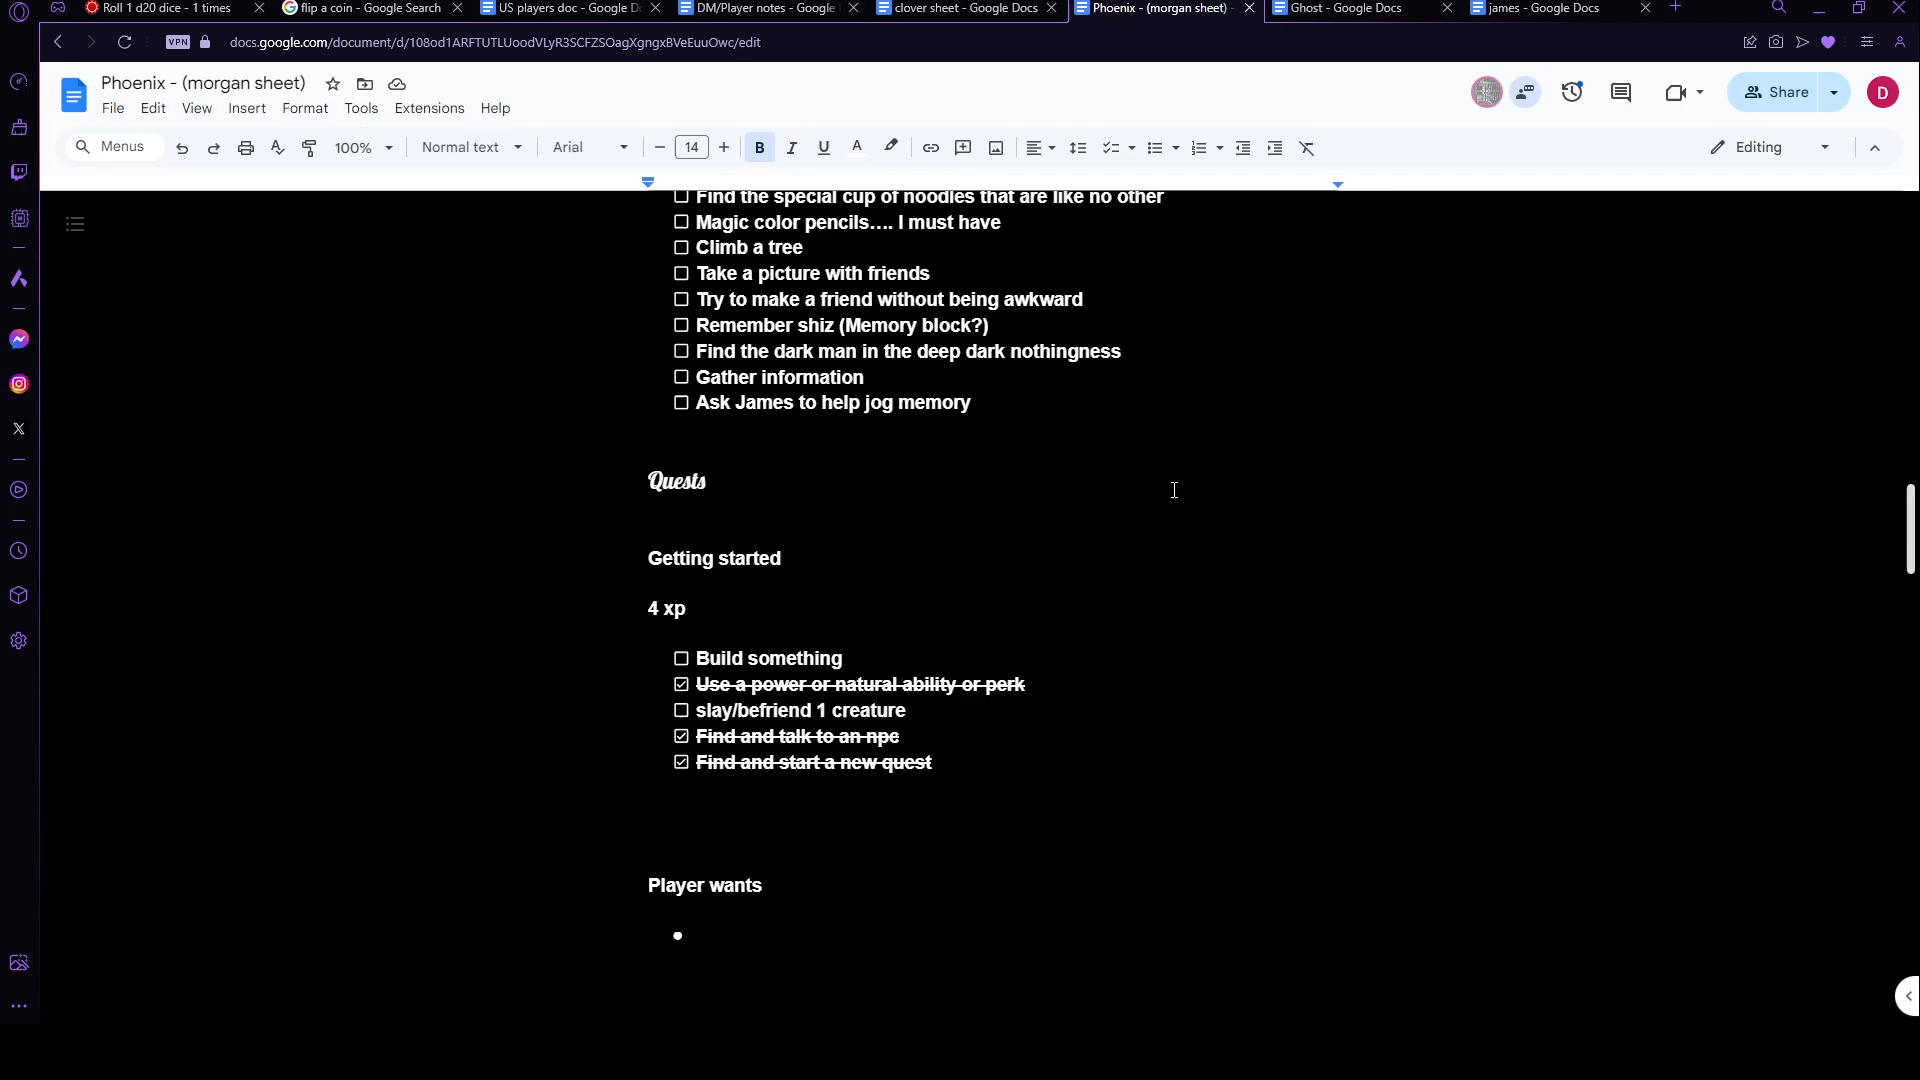 Roll 1 d20 dice - 1 times
flip a coin - Google Search
US players doc - Google D
DM/Player notes - Google
clover sheet - Google Docs
Phoenix - (morgan sheet) -
Ghost - Google Docs
james - Google Docs
VPN
docs.google.com/document/d/108od1ARFTUTLUoodVLyR3SCFZSOagXgngxBVeEuuOwc/edit
Phoenix - (morgan sheet)
File Edit View Insert Format Tools Extensions Help
Share
D
Menus
100%
Normal text
Arial
14
Editing
Find the special cup of noodles that are like no other
Magic color pencils…. I must have
Climb a tree
Take a picture with friends
Try to make a friend without being awkward
Remember shiz (Memory block?)
Find the dark man in the deep dark nothingness
Gather information
Ask James to help jog memory
Quests
Getting started
4 xp
Build something
Use a power or natural ability or perk
slay/befriend 1 creature
Find and talk to an npc
Find and start a new quest
Player wants